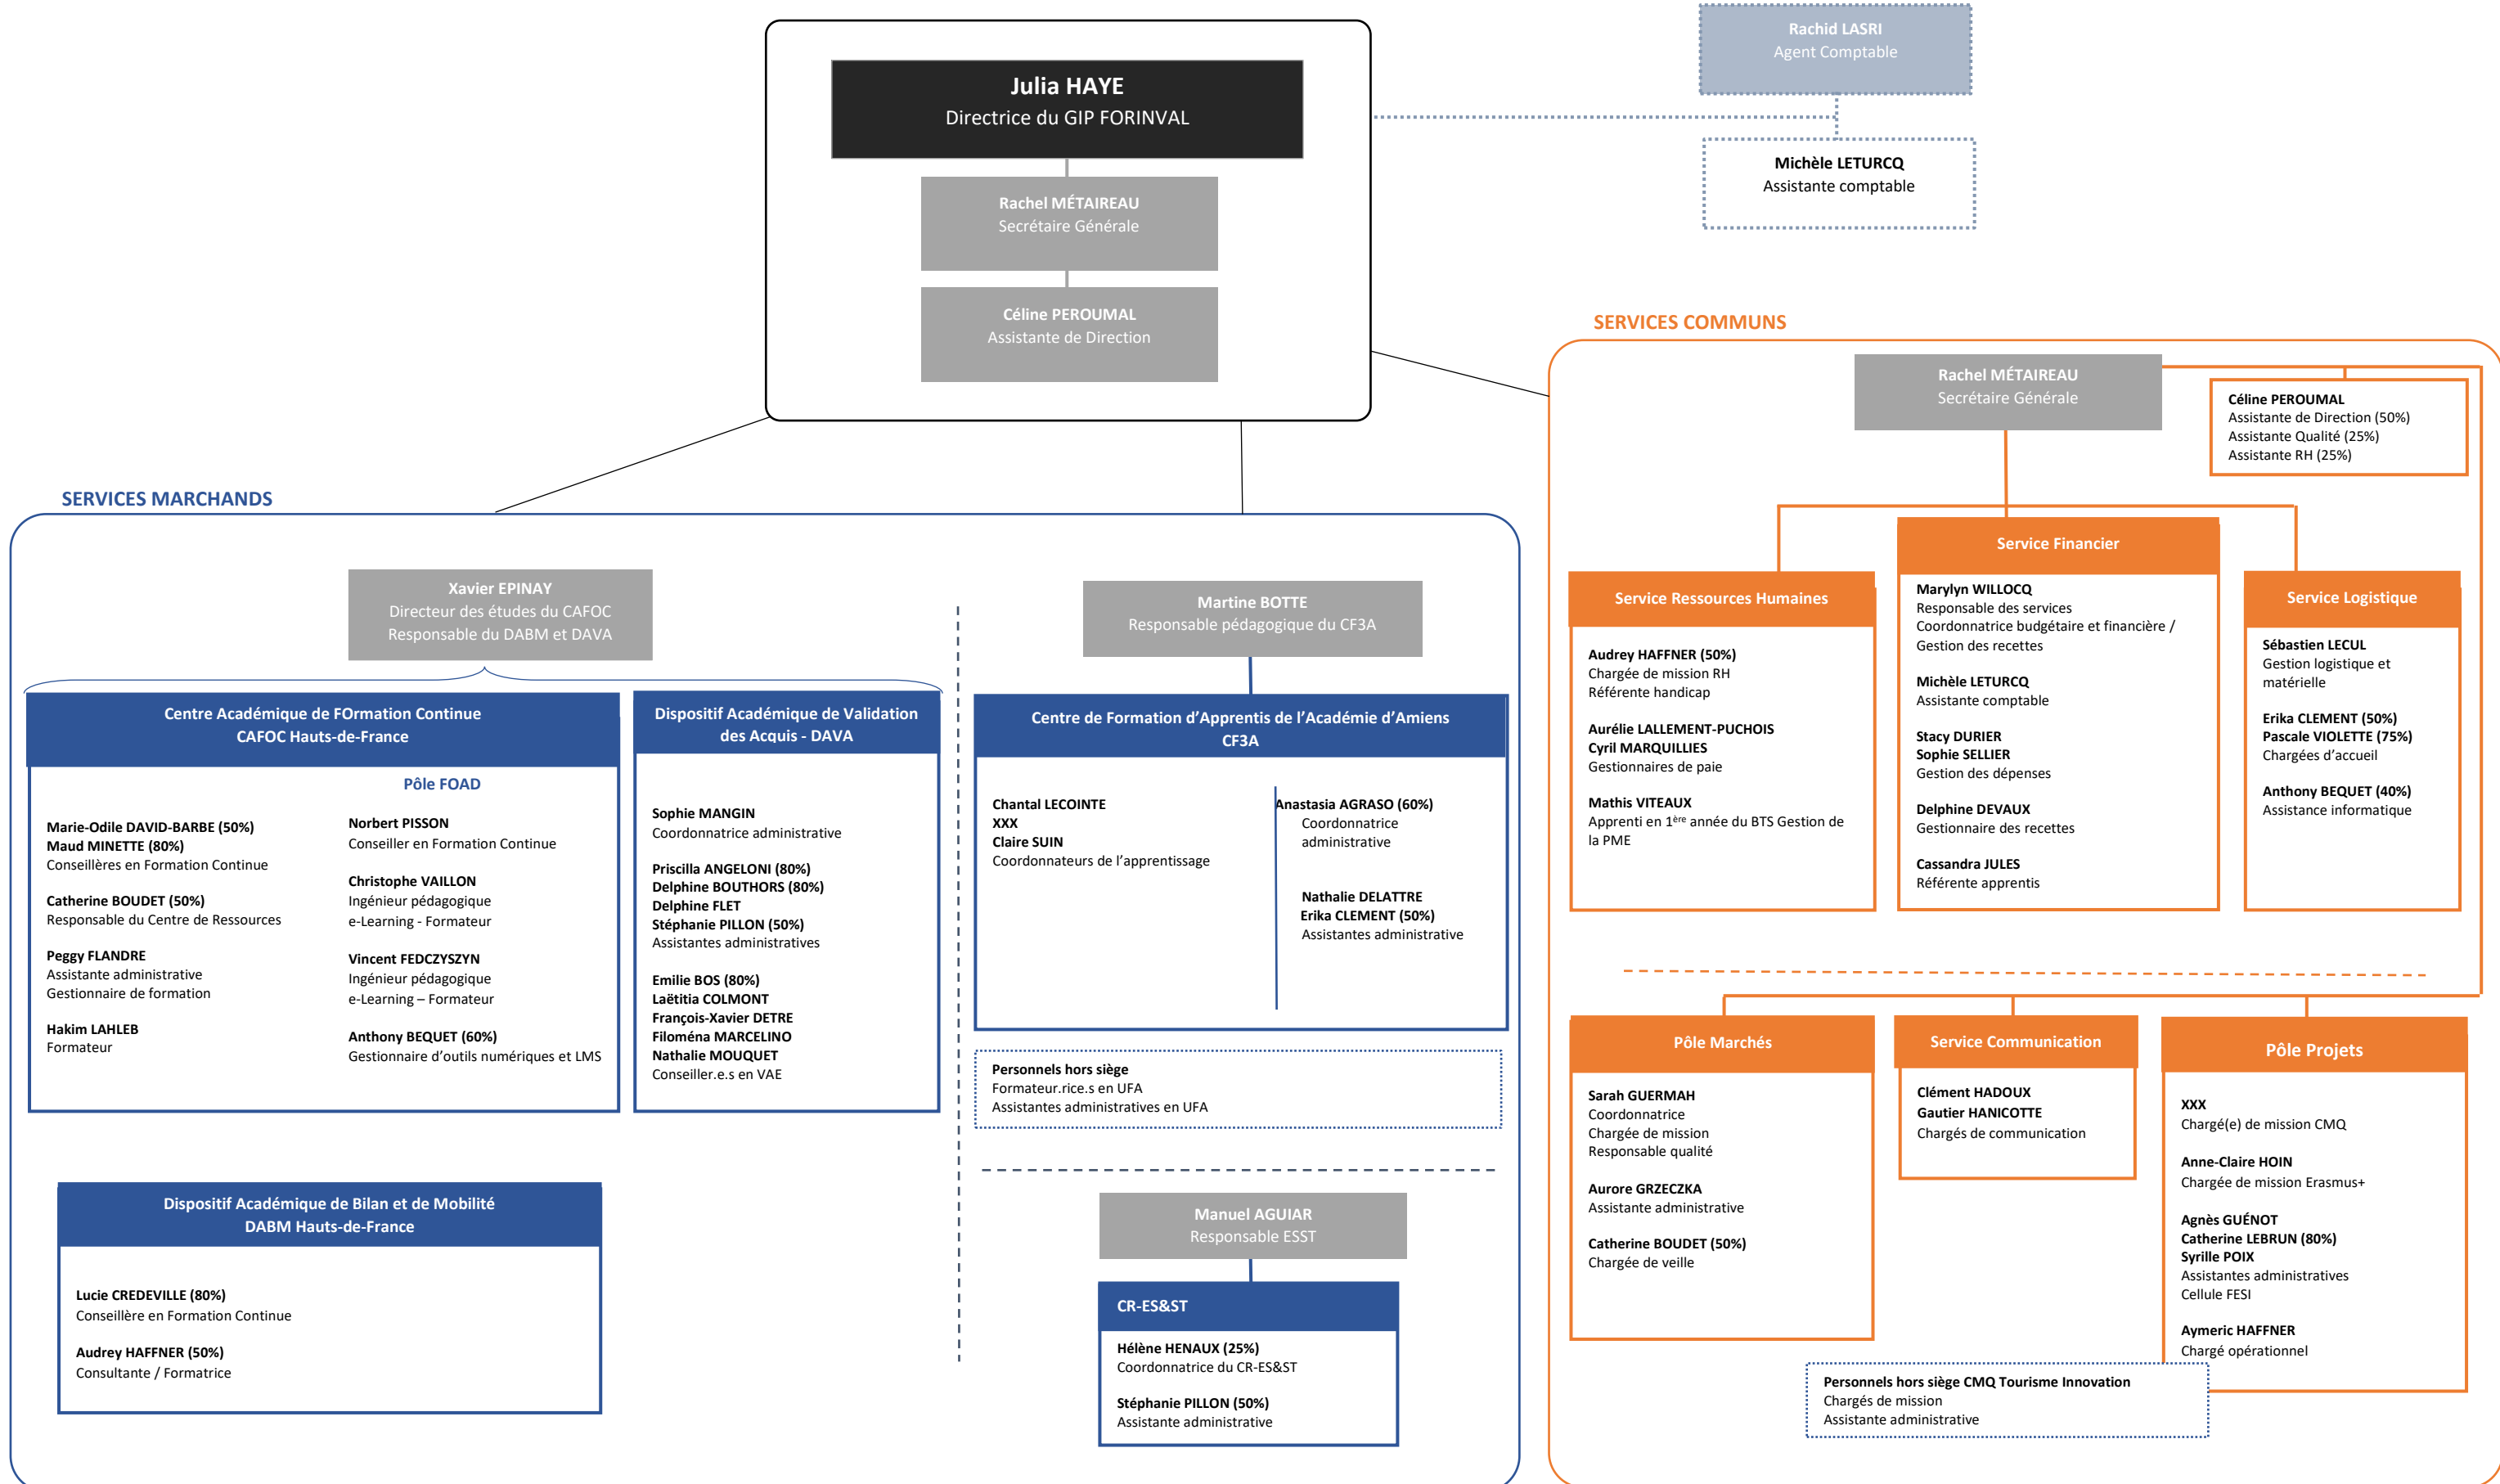 Julia HAYE
Directrice du GIP FORINVAL
Rachel MÉTAIREAU
Secrétaire Générale
Céline PEROUMAL
Assistante de Direction
Rachid LASRI
Agent Comptable
Michèle LETURCQ
Assistante comptable
SERVICES MARCHANDS
Xavier EPINAY
Directeur des études du CAFOC
Responsable du DABM et DAVA
Centre Académique de FOrmation Continue
CAFOC Hauts-de-France
Marie-Odile DAVID-BARBE (50%)
Maud MINETTE (80%)
Conseillères en Formation Continue
Catherine BOUDET (50%)
Responsable du Centre de Ressources
Peggy FLANDRE
Assistante administrative
Gestionnaire de formation
Hakim LAHLEB
Formateur
Pôle FOAD
Norbert PISSON
Conseiller en Formation Continue
Christophe VAILLON
Ingénieur pédagogique
e-Learning - Formateur
Vincent FEDCZYSZYN
Ingénieur pédagogique
e-Learning – Formateur
Anthony BEQUET (60%)
Gestionnaire d’outils numériques et LMS
Dispositif Académique de Validation
des Acquis - DAVA
Sophie MANGIN
Coordonnatrice administrative
Priscilla ANGELONI (80%)
Delphine BOUTHORS (80%)
Delphine FLET
Stéphanie PILLON (50%)
Assistantes administratives
Emilie BOS (80%)
Laëtitia COLMONT
François-Xavier DETRE
Filoména MARCELINO
Nathalie MOUQUET
Conseiller.e.s en VAE
Dispositif Académique de Bilan et de Mobilité
DABM Hauts-de-France
Lucie CREDEVILLE (80%)
Conseillère en Formation Continue
Audrey HAFFNER (50%)
Consultante / Formatrice
Martine BOTTE
Responsable pédagogique du CF3A
Centre de Formation d’Apprentis de l’Académie d’Amiens
CF3A
Chantal LECOINTE
XXX
Claire SUIN
Coordonnateurs de l’apprentissage
Anastasia AGRASO (60%)
Coordonnatrice
administrative
Nathalie DELATTRE
Erika CLEMENT (50%)
Assistantes administrative
Personnels hors siège
Formateur.rice.s en UFA
Assistantes administratives en UFA
Manuel AGUIAR
Responsable ESST
CR-ES&ST
Hélène HENAUX (25%)
Coordonnatrice du CR-ES&ST
Stéphanie PILLON (50%)
Assistante administrative
SERVICES COMMUNS
Rachel MÉTAIREAU
Secrétaire Générale
Céline PEROUMAL
Assistante de Direction (50%)
Assistante Qualité (25%)
Assistante RH (25%)
Service Ressources Humaines
Audrey HAFFNER (50%)
Chargée de mission RH
Référente handicap
Aurélie LALLEMENT-PUCHOIS
Cyril MARQUILLIES
Gestionnaires de paie
Mathis VITEAUX
Apprenti en 1ère année du BTS Gestion de
la PME
Service Financier
Marylyn WILLOCQ
Responsable des services
Coordonnatrice budgétaire et financière /
Gestion des recettes
Michèle LETURCQ
Assistante comptable
Stacy DURIER
Sophie SELLIER
Gestion des dépenses
Delphine DEVAUX
Gestionnaire des recettes
Cassandra JULES
Référente apprentis
Service Logistique
Sébastien LECUL
Gestion logistique et
matérielle
Erika CLEMENT (50%)
Pascale VIOLETTE (75%)
Chargées d’accueil
Anthony BEQUET (40%)
Assistance informatique
Pôle Marchés
Sarah GUERMAH
Coordonnatrice
Chargée de mission
Responsable qualité
Aurore GRZECZKA
Assistante administrative
Catherine BOUDET (50%)
Chargée de veille
Service Communication
Clément HADOUX
Gautier HANICOTTE
Chargés de communication
Pôle Projets
XXX
Chargé(e) de mission CMQ
Anne-Claire HOIN
Chargée de mission Erasmus+
Agnès GUÉNOT
Catherine LEBRUN (80%)
Syrille POIX
Assistantes administratives
Cellule FESI
Aymeric HAFFNER
Chargé opérationnel
Personnels hors siège CMQ Tourisme Innovation
Chargés de mission
Assistante administrative